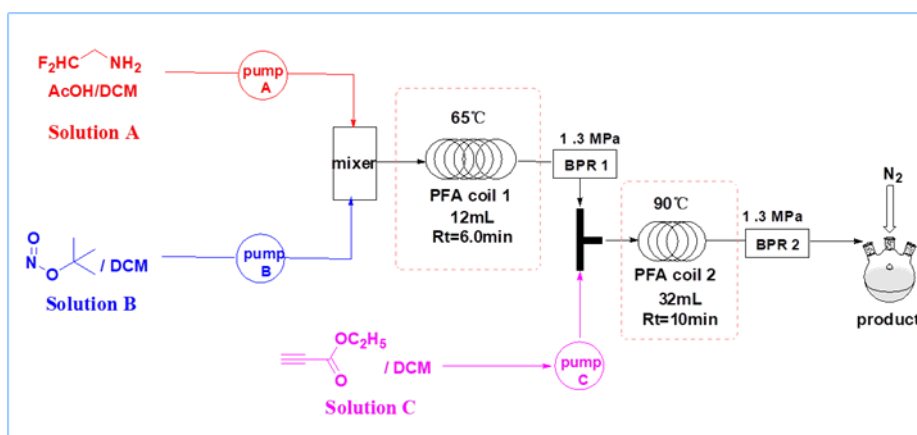 F₂HC NH₂
AcOH/DCM
Solution A
pump A
mixer
65℃
PFA coil 1
12mL
Rt=6.0min
1 .3 MPa
BPR 1
O N O / DCM
Solution B
pump B
90℃
PFA coil 2
32mL
Rt=10min
1.3 MPa
BPR 2
N₂
product
OC₂H₅
O / DCM
Solution C
pump C